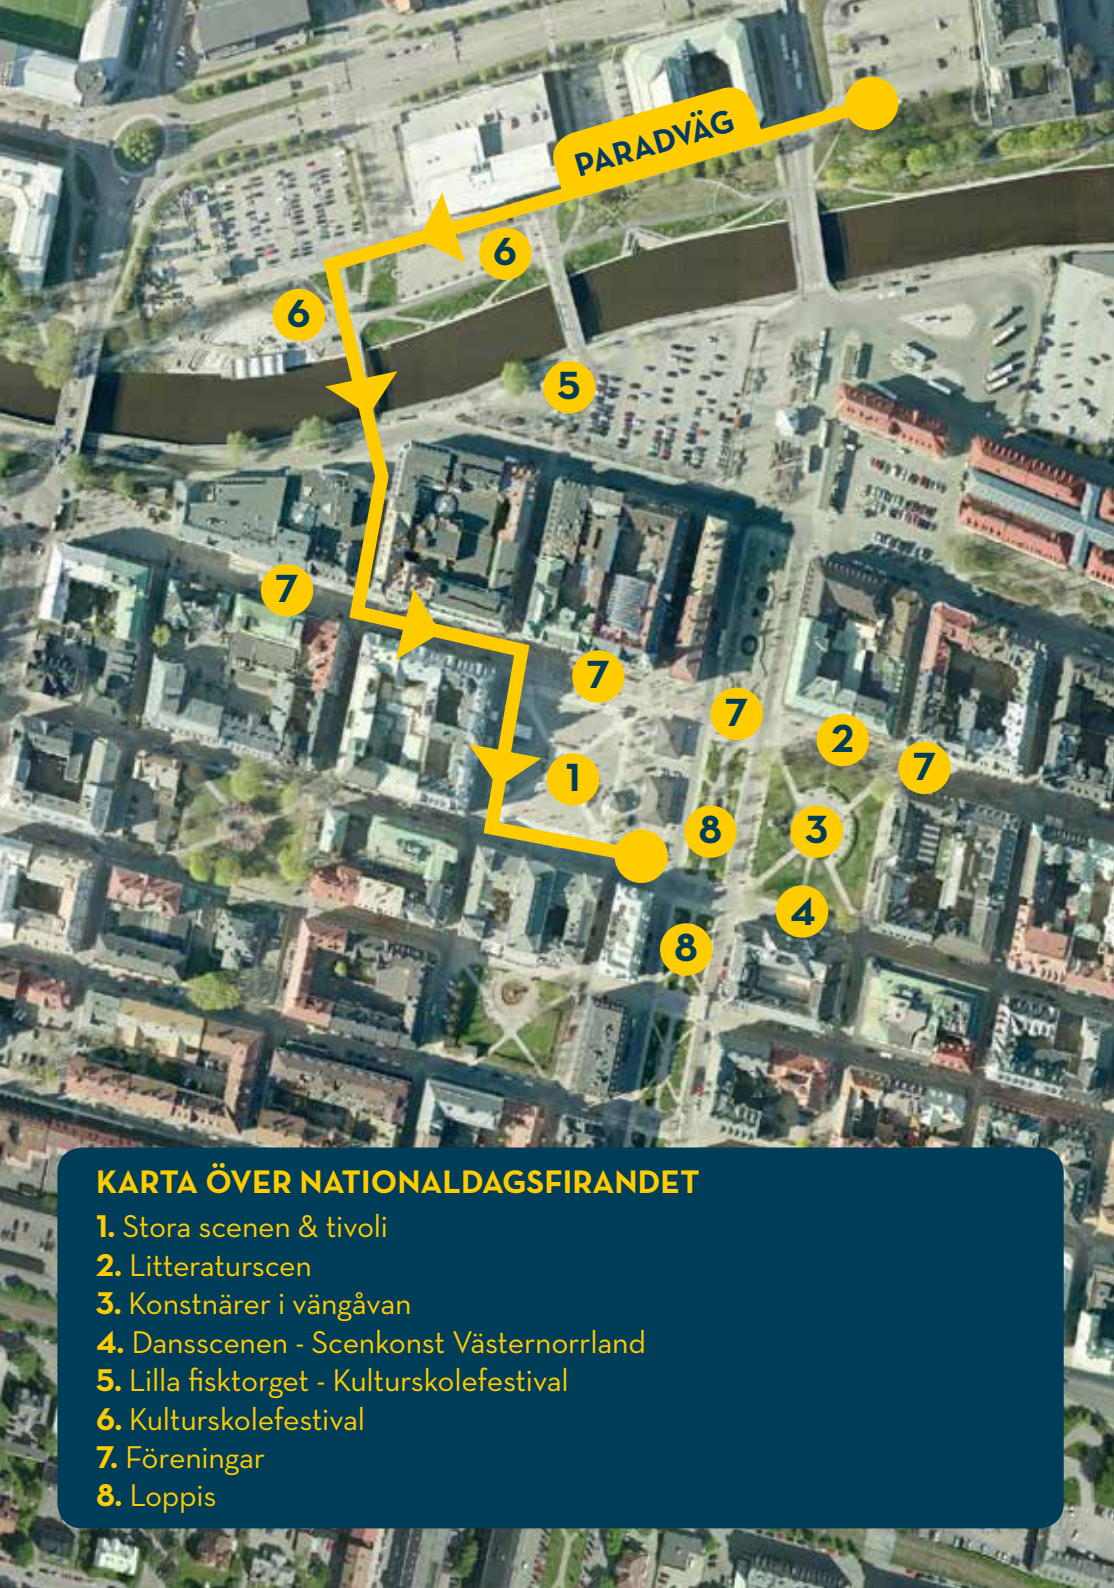 PARADVÄG
6
6
5
7
7
7
2
7
1
8
3
4
8
KARTA ÖVER NATIONALDAGSFIRANDET
1. Stora scenen & tivoli
2. Litteraturscen
3. Konstnärer i vängåvan
4. Dansscenen - Scenkonst Västernorrland
5. Lilla fisktorget - Kulturskolefestival
6. Kulturskolefestival
7. Föreningar
8. Loppis